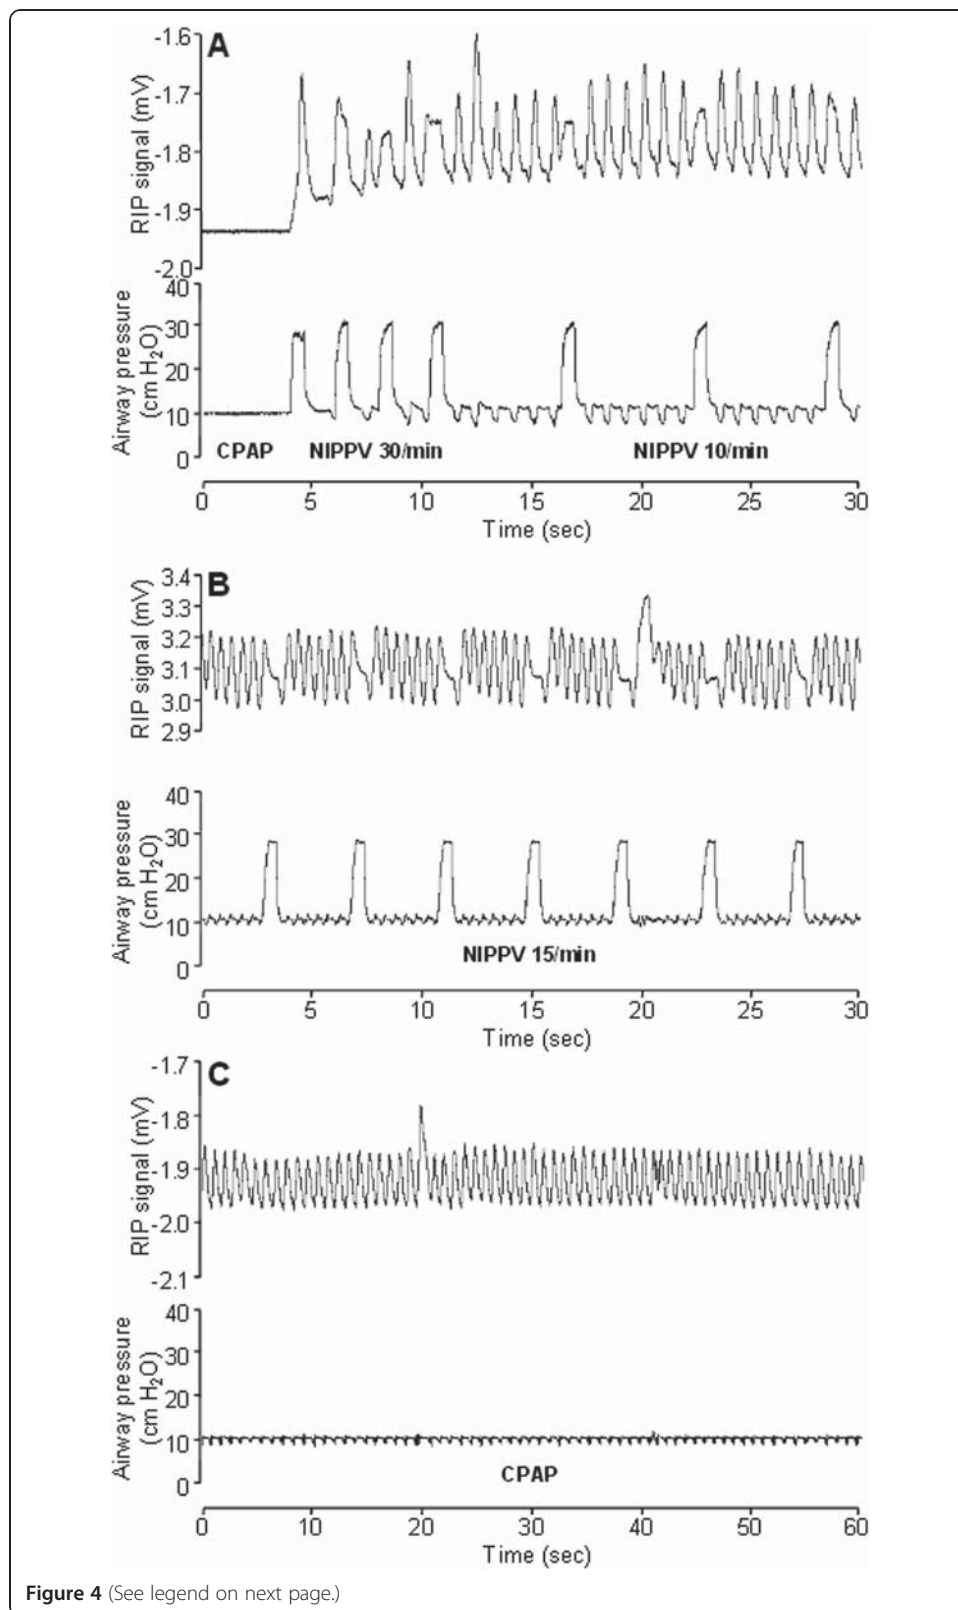 A
RIP signal (mV)
-1.6
-1.7
-1.8
-1.9
-2.0
Airway pressure
(cm H2O)
40
30
20
10
0
CPAP NIPPV 30/min NIPPV 10/min
0 5 10 15 20 25 30
Time (sec)
B
RIP signal (mV)
3.4
3.3
3.2
3.1
3.0
2.9
Airway pressure
(cm H2O)
40
30
20
10
0
NIPPV 15/min
0 5 10 15 20 25 30
Time (sec)
C
RIP signal (mV)
-1.7
-1.8
-1.9
-2.0
-2.1
Airway pressure
(cm H2O)
40
30
20
10
0
CPAP
0 10 20 30 40 50 60
Time (sec)
Figure 4 (See legend on next page.)